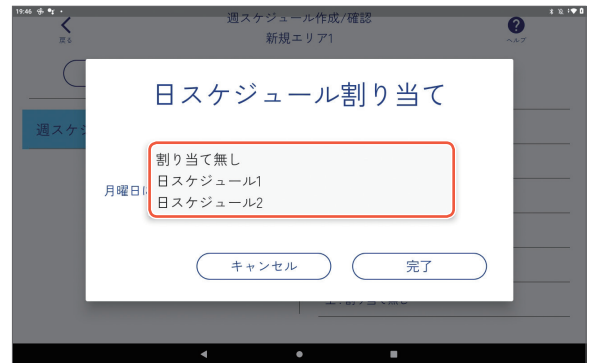 19:46
週スケジュール作成/確認
戻る
新規エリア1
ヘルプ
日スケジュール割り当て
週スケジ
割り当て無し
月曜日に
日スケジュール1
日スケジュール2
キャンセル
完了